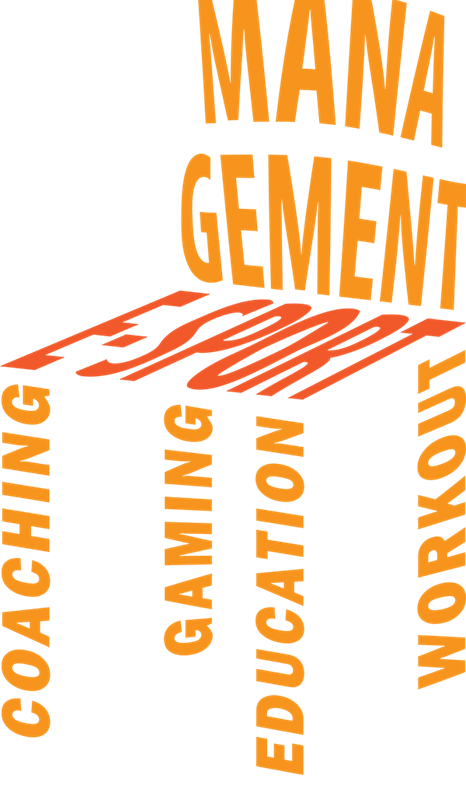 MANA
GEMENT
E-SPORT
COACHING
GAMING
EDUCATION
WORKOUT